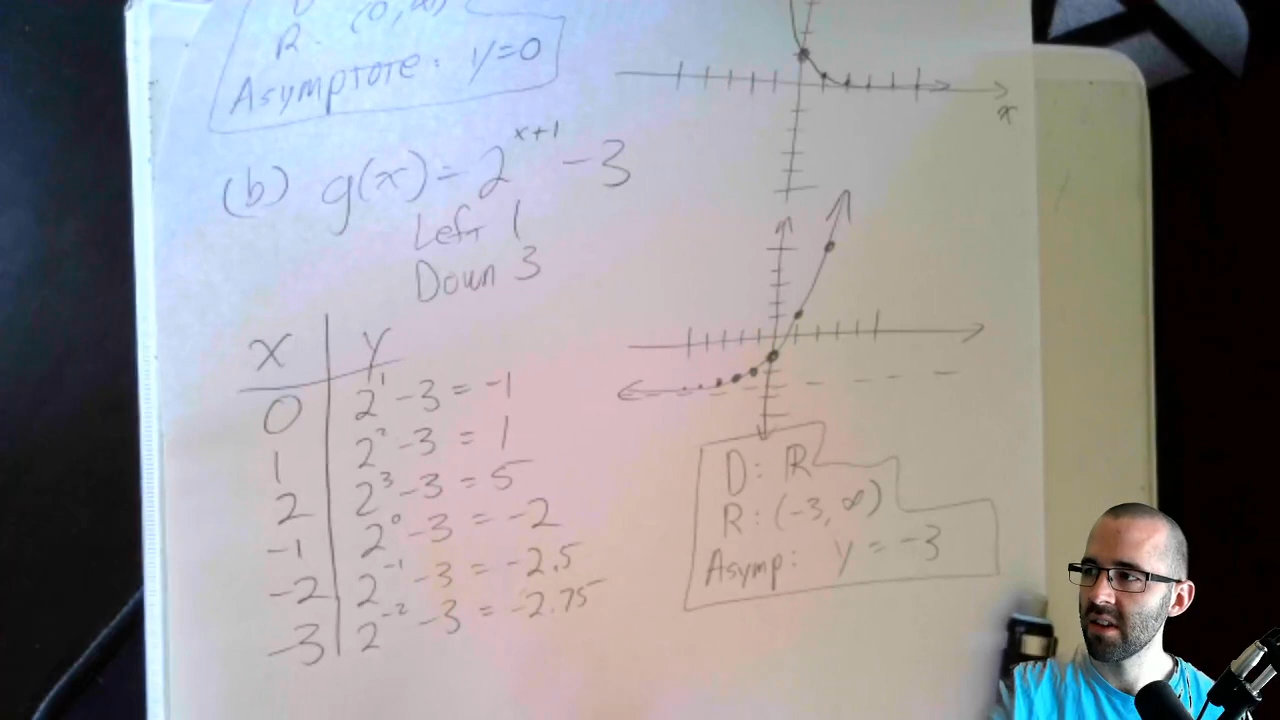 R: (0, ∞)
Asymptote: y=0
x
(b) g(x) = 2^{x+1} - 3
Left 1
Down 3
x | y
0 | 2^1 - 3 = -1
1 | 2^2 - 3 = 1
2 | 2^3 - 3 = 5
-1 | 2^0 - 3 = -2
-2 | 2^{-1} - 3 = -2.5
-3 | 2^{-2} - 3 = -2.75
D: ℝ
R: (-3, ∞)
Asymp: y = -3